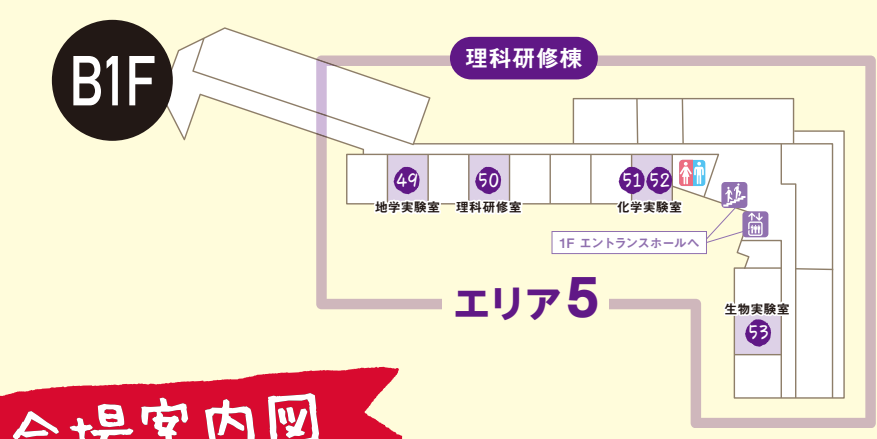 B1F
理科研修棟
49
50
51
52
地学実験室
理科研修室
化学実験室
1F エントランスホールへ
エリア5
生物実験室
53
会場案内図